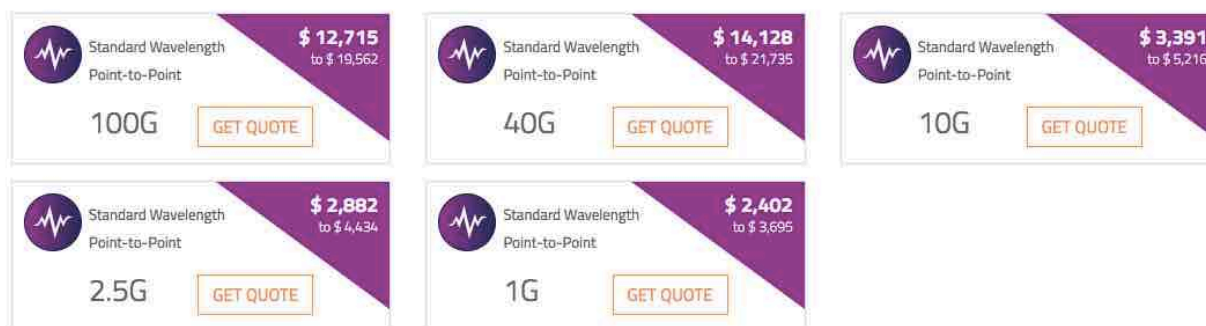 Standard Wavelength
Point-to-Point
$ 12,715
to $ 19,562
100G
GET QUOTE
Standard Wavelength
Point-to-Point
$ 14,128
to $ 21,735
40G
GET QUOTE
Standard Wavelength
Point-to-Point
$ 3,391
to $ 5,216
10G
GET QUOTE
Standard Wavelength
Point-to-Point
$ 2,882
to $ 4,434
2.5G
GET QUOTE
Standard Wavelength
Point-to-Point
$ 2,402
to $ 3,695
1G
GET QUOTE